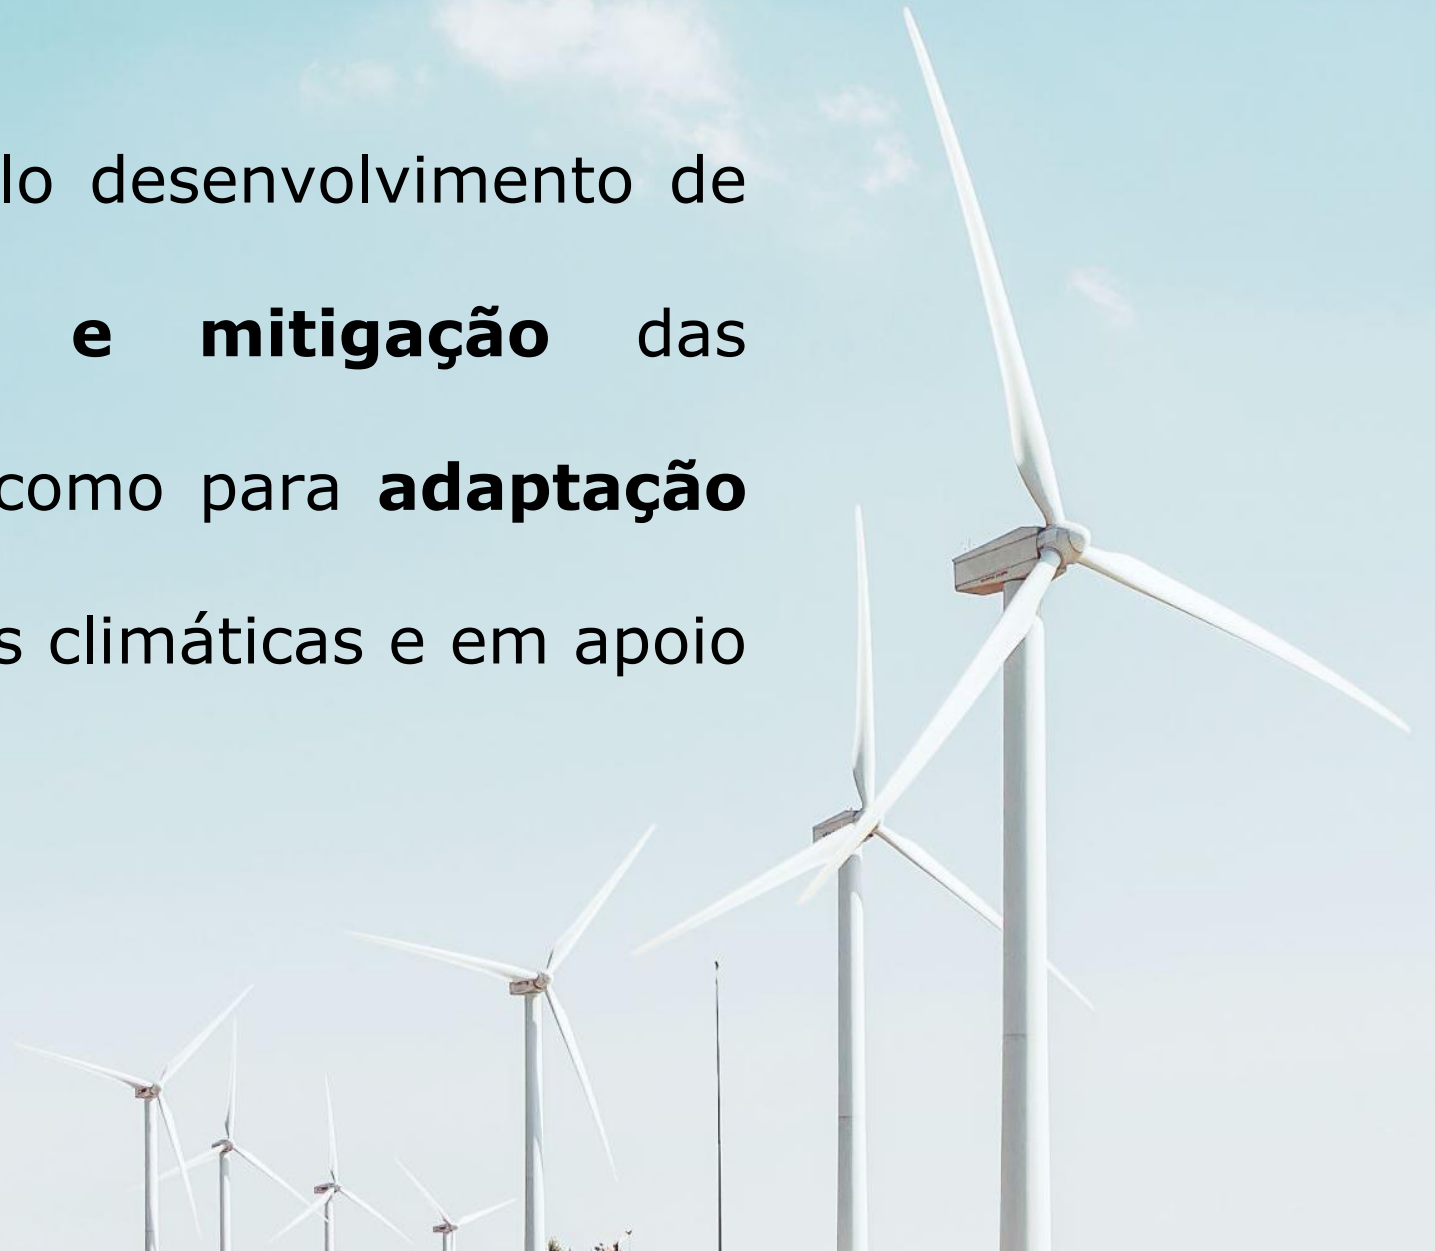 lo desenvolvimento de
e mitigação das
como para adaptação
s climáticas e em apoio